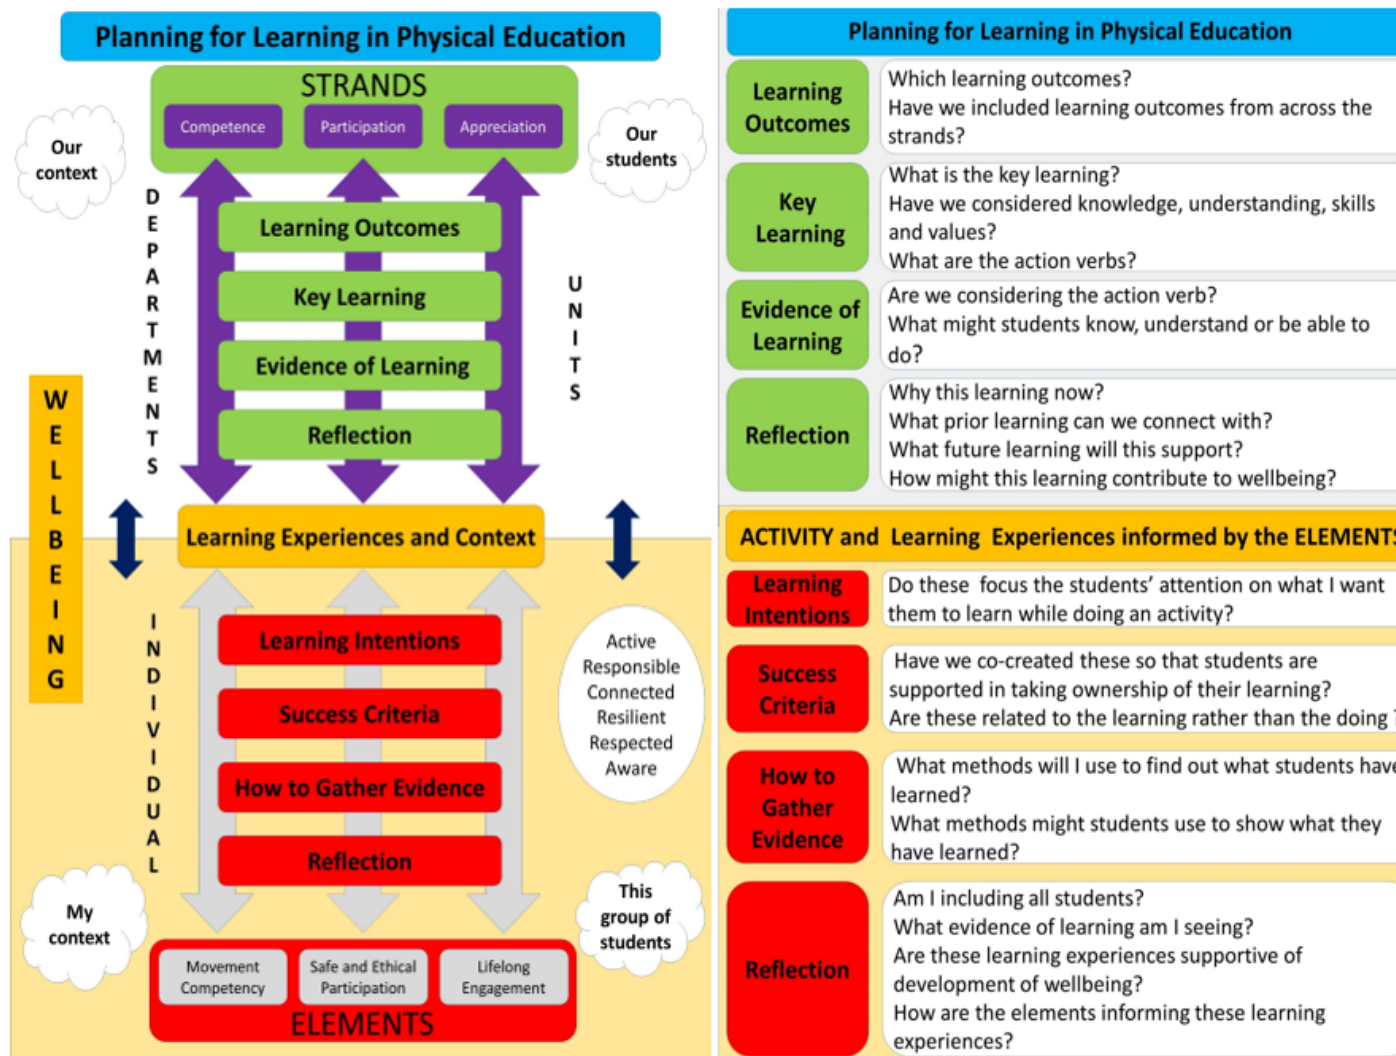 Planning for Learning in Physical Education
STRANDS
Competence
Participation
Appreciation
Our
context
Our
students
DEPARTMENTS
UNITS
Learning Outcomes
Key Learning
Evidence of Learning
Reflection
WELLBEING
Learning Experiences and Context
INDIVIDUAL
Learning Intentions
Success Criteria
How to Gather Evidence
Reflection
Active
Responsible
Connected
Resilient
Respected
Aware
My
context
This
group of
students
Movement
Competency
Safe and Ethical
Participation
Lifelong
Engagement
ELEMENTS
Planning for Learning in Physical Education
Learning
Outcomes
Which learning outcomes?
Have we included learning outcomes from across the
strands?
Key
Learning
What is the key learning?
Have we considered knowledge, understanding, skills
and values?
What are the action verbs?
Evidence of
Learning
Are we considering the action verb?
What might students know, understand or be able to
do?
Reflection
Why this learning now?
What prior learning can we connect with?
What future learning will this support?
How might this learning contribute to wellbeing?
ACTIVITY and Learning Experiences informed by the ELEMENTS
Learning
Intentions
Do these focus the students' attention on what I want
them to learn while doing an activity?
Success
Criteria
Have we co-created these so that students are
supported in taking ownership of their learning?
Are these related to the learning rather than the doing ?
How to
Gather
Evidence
What methods will I use to find out what students have
learned?
What methods might students use to show what they
have learned?
Reflection
Am I including all students?
What evidence of learning am I seeing?
Are these learning experiences supportive of
development of wellbeing?
How are the elements informing these learning
experiences?